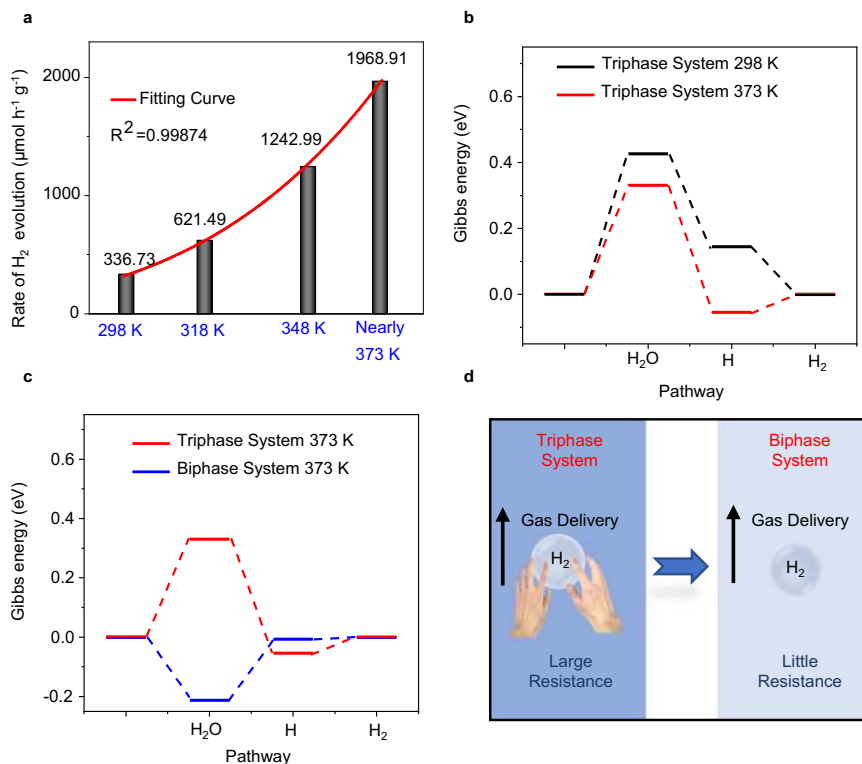 a
Rate of H2 evolution (μmol h-1 g-1)
2000
1000
0
Fitting Curve
R2=0.99874
336.73
621.49
1242.99
1968.91
298 K
318 K
348 K
Nearly
373 K
b
Gibbs energy (eV)
0.6
0.4
0.2
0.0
Triphase System 298 K
Triphase System 373 K
H2O
H
H2
Pathway
c
Gibbs energy (eV)
0.6
0.4
0.2
0.0
-0.2
Triphase System 373 K
Biphase System 373 K
H2O
H
H2
Pathway
d
Triphase
System
Gas Delivery
H2
Large
Resistance
Biphase
System
Gas Delivery
H2
Little
Resistance